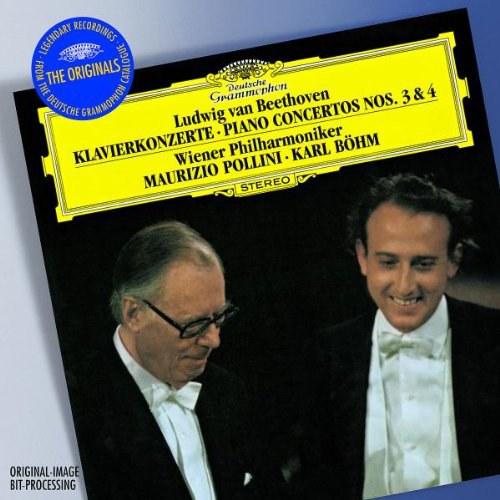 LEGENDARY RECORDINGS
THE ORIGINALS
FROM THE DEUTSCHE GRAMMOPHON CATALOGUE
Deutsche
Grammophon
Ludwig van Beethoven
KLAVIERKONZERTE · PIANO CONCERTOS NOS. 3 & 4
Wiener Philharmoniker
MAURIZIO POLLINI · KARL BÖHM
STEREO
ORIGINAL-IMAGE
BIT-PROCESSING